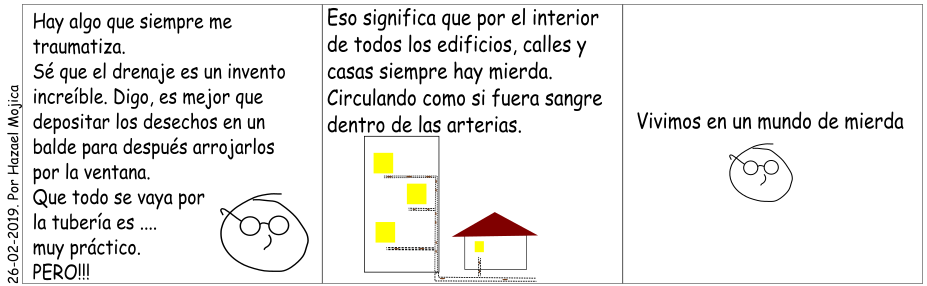 26-02-2019. Por Hazael Mojica
Hay algo que siempre me
traumatiza.
Sé que el drenaje es un invento
increíble. Digo, es mejor que
depositar los desechos en un
balde para después arrojarlos
por la ventana.
Que todo se vaya por
la tubería es ....
muy práctico.
PERO!!!
Eso significa que por el interior
de todos los edificios, calles y
casas siempre hay mierda.
Circulando como si fuera sangre
dentro de las arterias.
Vivimos en un mundo de mierda